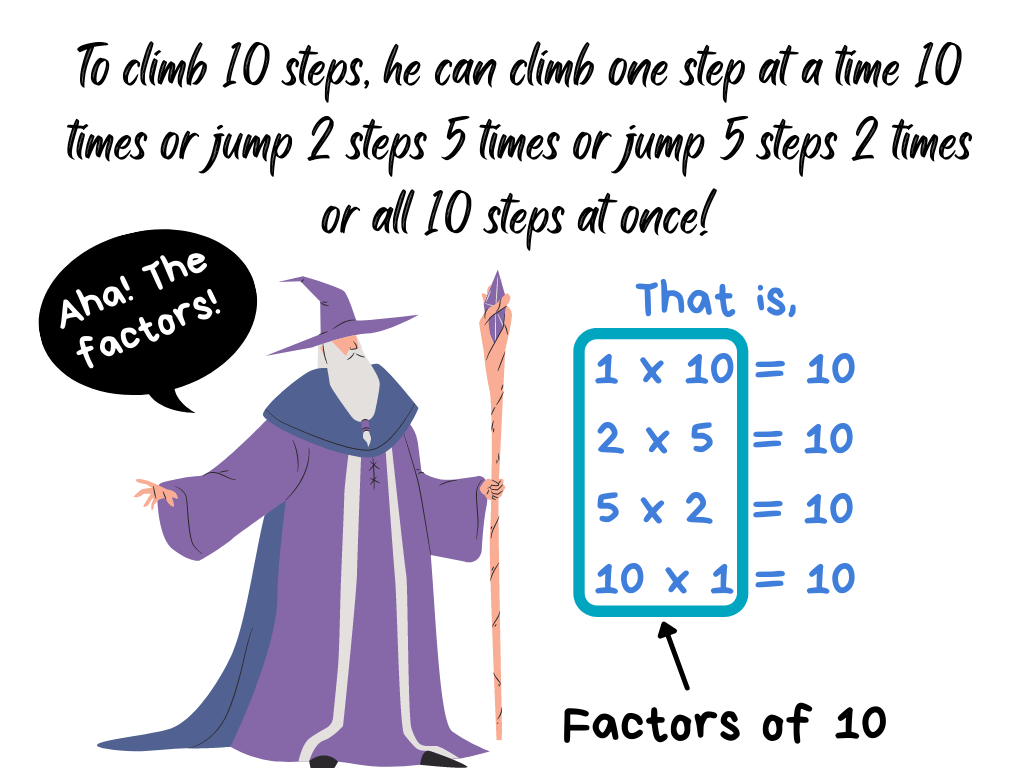 To climb 10 steps, he can climb one step at a time 10
times or jump 2 steps 5 times or jump 5 steps 2 times
or all 10 steps at once!
Aha! The
factors!
That is,
1 x 10 = 10
2 x 5 = 10
5 x 2 = 10
10 x 1 = 10
Factors of 10